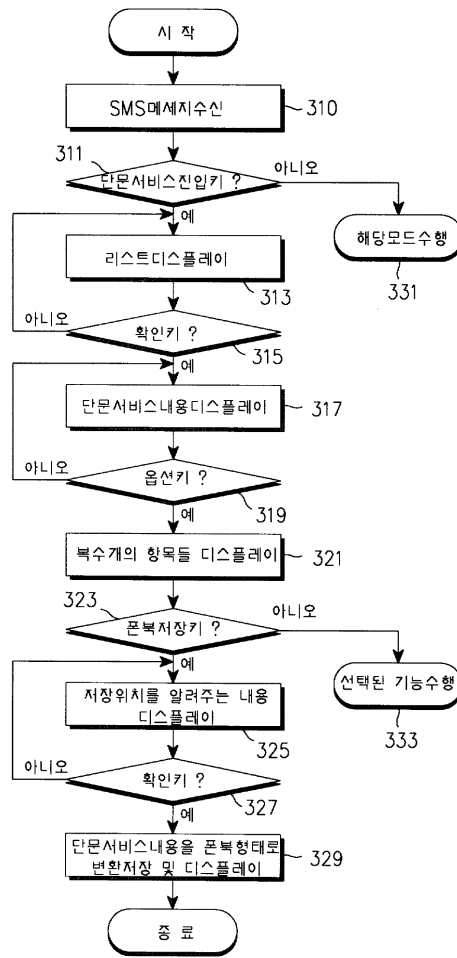 시 작
SMS메세지수신
310
311
단문서비스진입키 ?
아니오
예
해당모드수행
331
리스트디스플레이
313
아니오
확인키 ?
315
예
단문서비스내용디스플레이
317
아니오
옵션키 ?
319
예
복수개의 항목들 디스플레이
321
323
폰북저장키 ?
아니오
예
선택된 기능수행
333
저장위치를 알려주는 내용
디스플레이
325
아니오
확인키 ?
327
예
단문서비스내용을 폰북형태로
변환저장 및 디스플레이
329
종 료